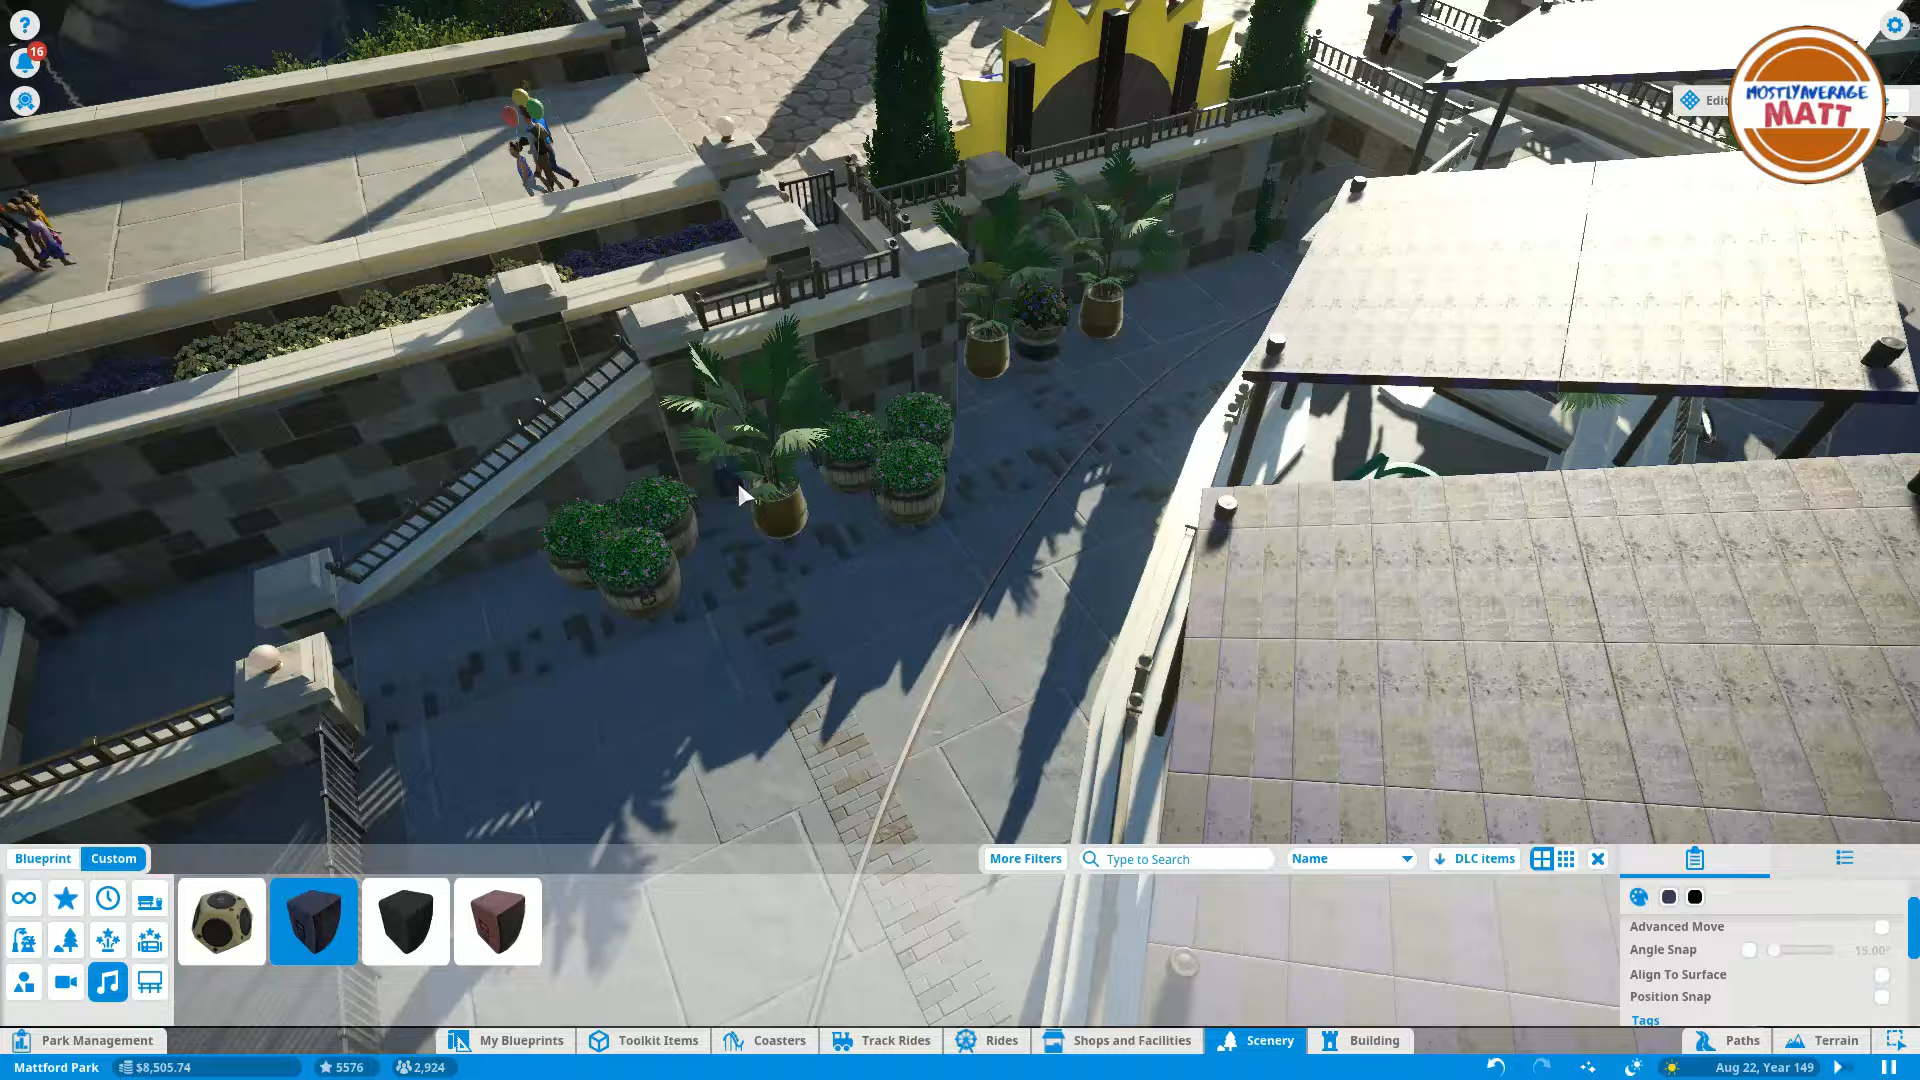 16
Edit
MOSTLYAVERAGE
MATT
Blueprint
Custom
More Filters
Type to Search
Name
DLC items
Advanced Move
Angle Snap
15.00°
Align To Surface
Position Snap
Tags
Park Management
My Blueprints
Toolkit Items
Coasters
Track Rides
Rides
Shops and Facilities
Scenery
Building
Paths
Terrain
Mattford Park
$8,505.74
5576
2,924
Aug 22, Year 149